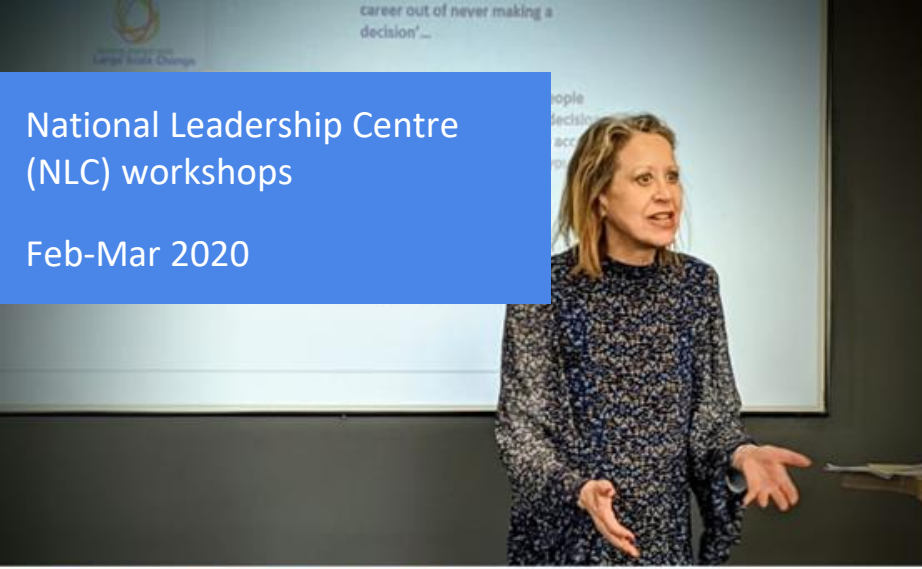 career out of never making a
decision'...
Large Scale Change
National Leadership Centre
(NLC) workshops
Feb-Mar 2020